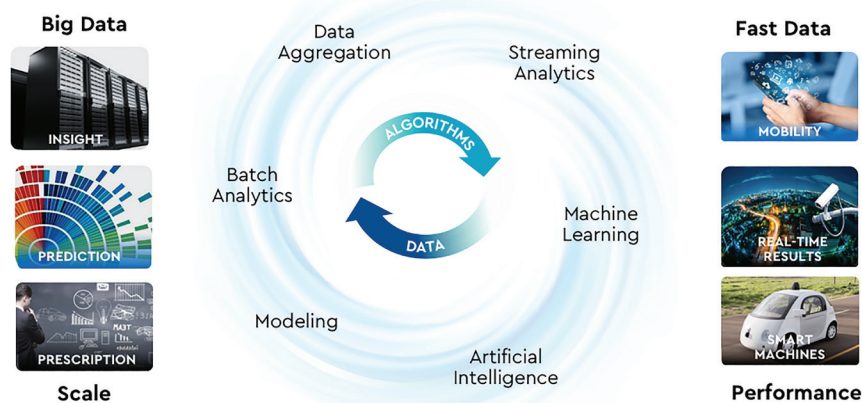 Big Data
INSIGHT
PREDICTION
PRESCRIPTION
Scale
Data
Aggregation
Streaming
Analytics
ALGORITHMS
Batch
Analytics
Machine
Learning
DATA
Modeling
Artificial
Intelligence
Fast Data
MOBILITY
REAL-TIME
RESULTS
SMART
MACHINES
Performance